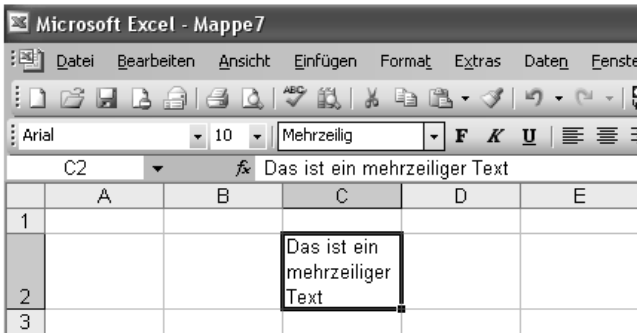 Microsoft Excel - Mappe7
Datei Bearbeiten Ansicht Einfügen Format Extras Daten Fenste
ABC
Arial 10 Mehrzeilig F K U
C2 fx Das ist ein mehrzeiliger Text
A B C D E
1
Das ist ein
mehrzeiliger
2 Text
3